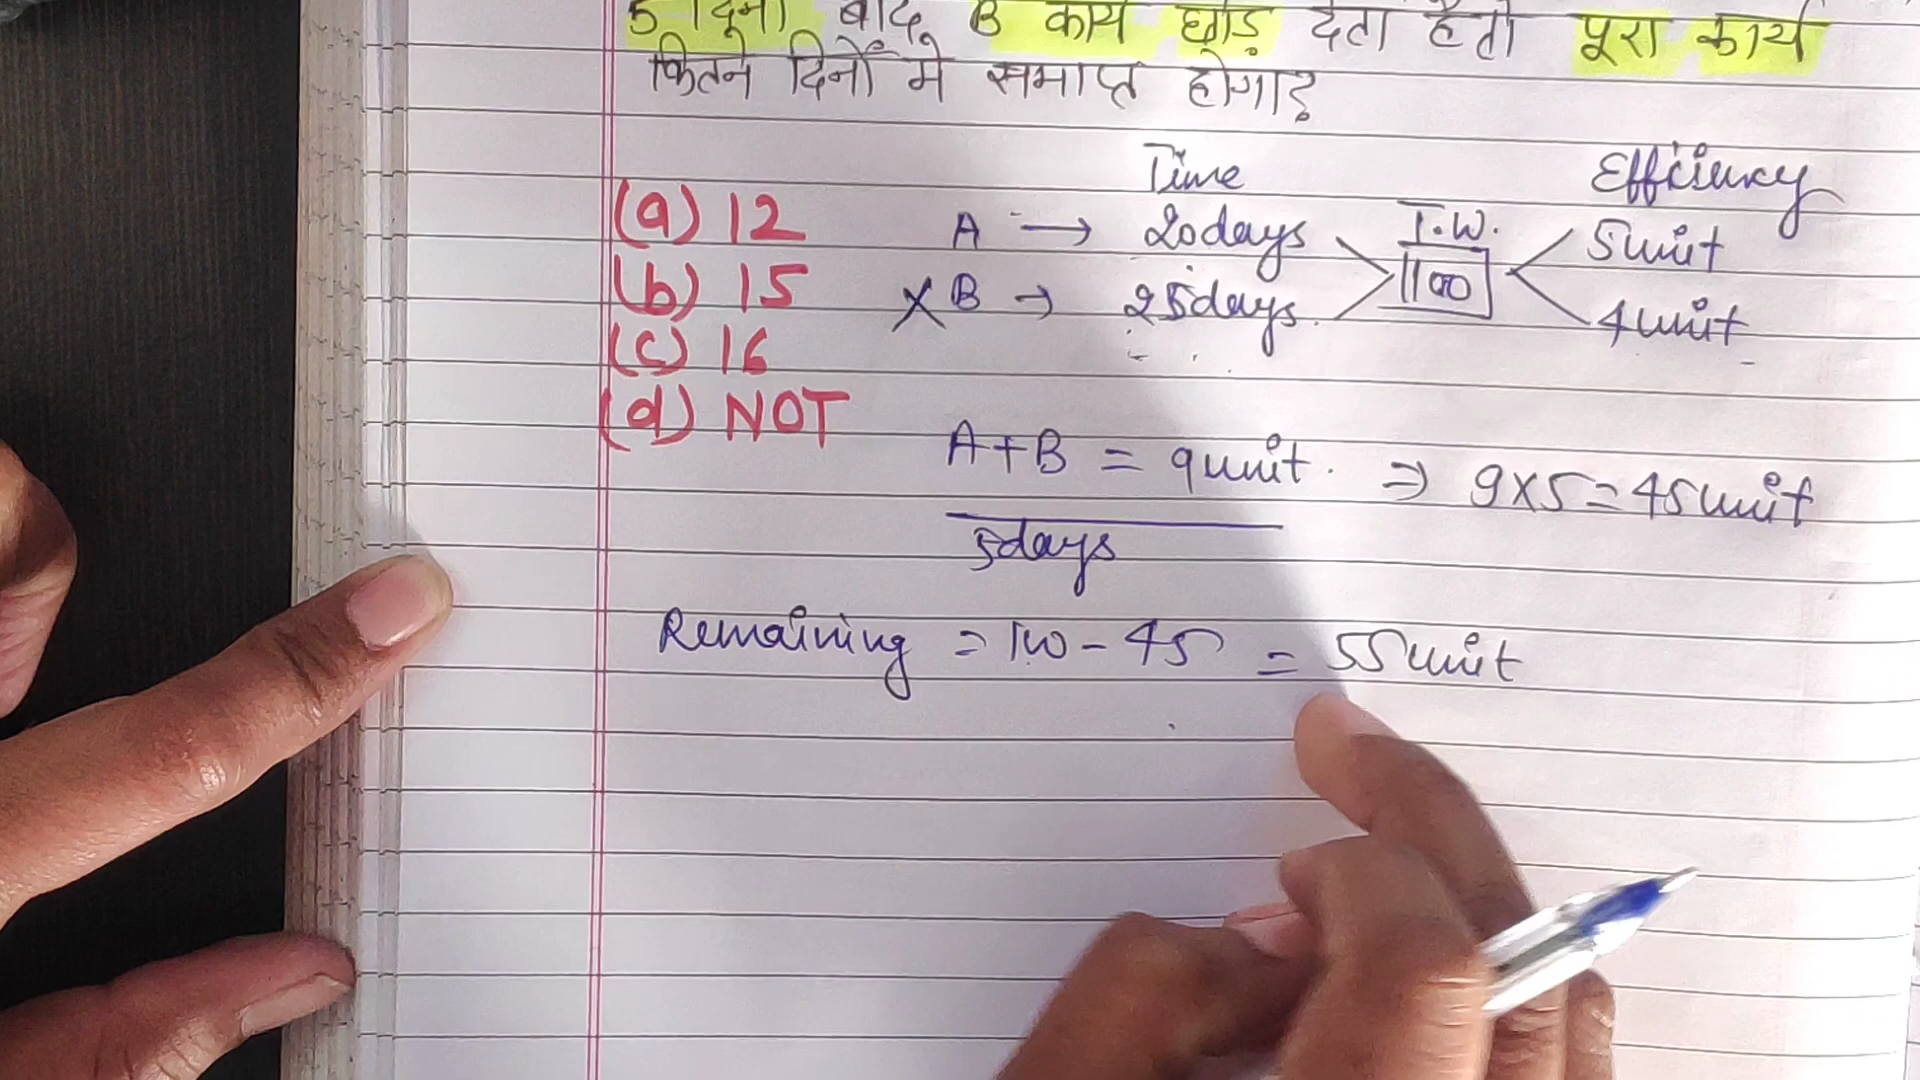 5 दिनों बाद B कार्य छोड़ देता है तो पूरा कार्य
कितने दिनों मे समाप्त होगा?
Time Efficiency
(a) 12 A → 20days T.W. 5unit
(b) 15 × B → 25days 100 4unit
(c) 16
(d) NOT
A+B = 9unit. ⇒ 9×5=45unit
5days
Remaining = 100 - 45 = 55unit